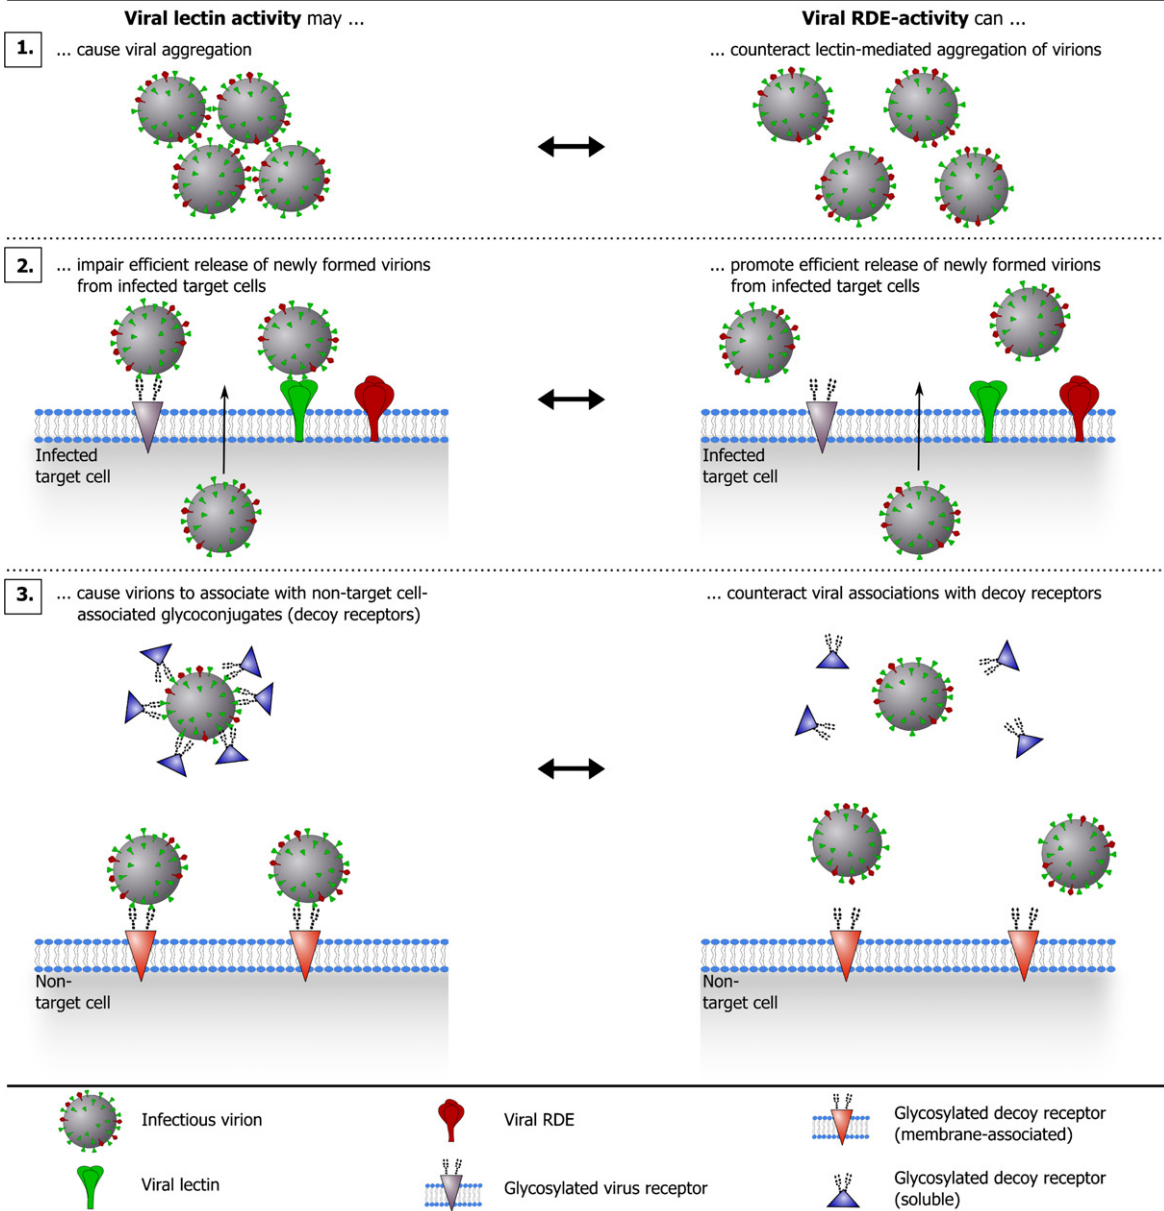 Viral lectin activity may ...
Viral RDE-activity can ...
1.
... cause viral aggregation
... counteract lectin-mediated aggregation of virions
2.
... impair efficient release of newly formed virions
from infected target cells
... promote efficient release of newly formed virions
from infected target cells
Infected
target cell
Infected
target cell
3.
... cause virions to associate with non-target cell-
associated glycoconjugates (decoy receptors)
... counteract viral associations with decoy receptors
Non-
target cell
Non-
target cell
Infectious virion
Viral RDE
Glycosylated decoy receptor
(membrane-associated)
Viral lectin
Glycosylated virus receptor
Glycosylated decoy receptor
(soluble)